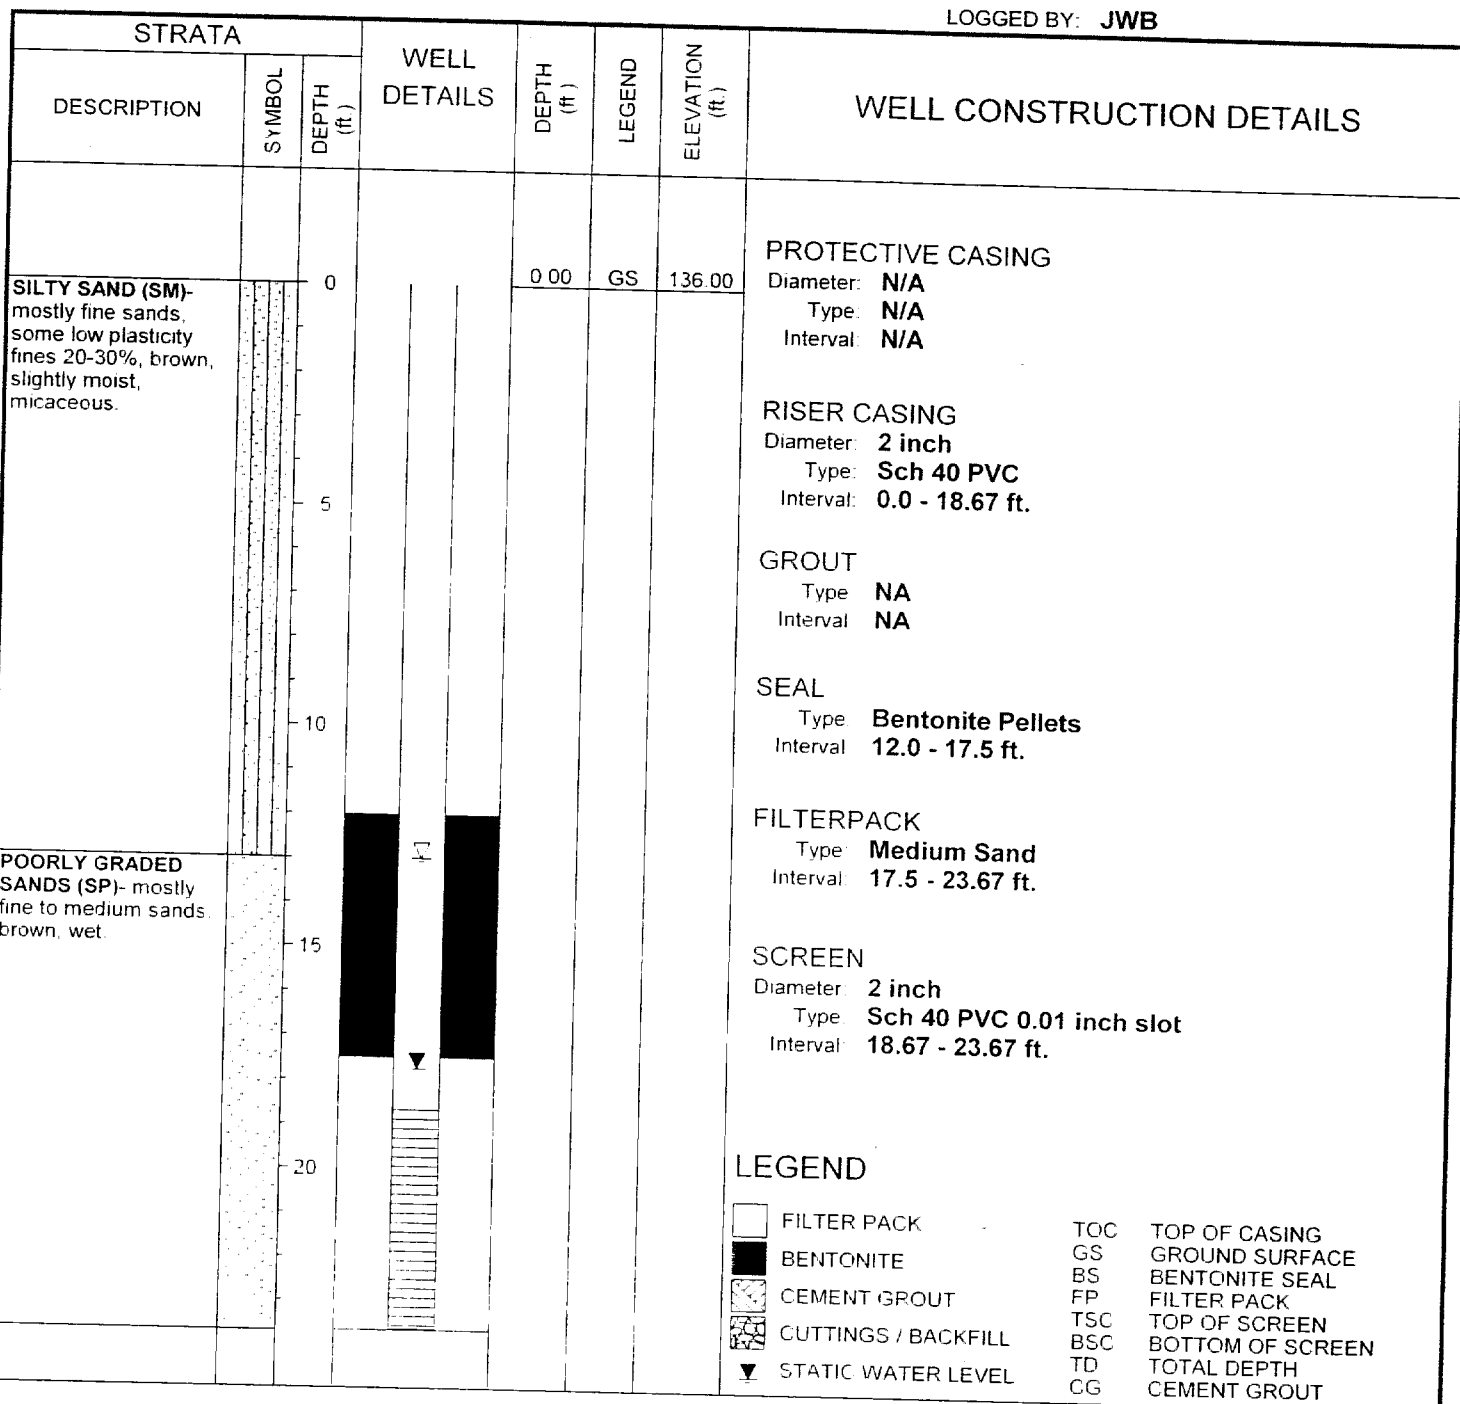 LOGGED BY: JWB
STRATA
DESCRIPTION
SYMBOL
DEPTH (ft.)
WELL DETAILS
DEPTH (ft.)
LEGEND
ELEVATION (ft.)
WELL CONSTRUCTION DETAILS
0.00 GS 136.00
SILTY SAND (SM)-
mostly fine sands,
some low plasticity
fines 20-30%, brown,
slightly moist,
micaceous.
POORLY GRADED
SANDS (SP)- mostly
fine to medium sands.
brown, wet.
0
5
10
15
20
PROTECTIVE CASING
Diameter: N/A
Type: N/A
Interval: N/A
RISER CASING
Diameter: 2 inch
Type: Sch 40 PVC
Interval: 0.0 - 18.67 ft.
GROUT
Type NA
Interval NA
SEAL
Type Bentonite Pellets
Interval 12.0 - 17.5 ft.
FILTERPACK
Type Medium Sand
Interval 17.5 - 23.67 ft.
SCREEN
Diameter 2 inch
Type Sch 40 PVC 0.01 inch slot
Interval 18.67 - 23.67 ft.
LEGEND
FILTER PACK
BENTONITE
CEMENT GROUT
CUTTINGS / BACKFILL
STATIC WATER LEVEL
TOC TOP OF CASING
GS GROUND SURFACE
BS BENTONITE SEAL
FP FILTER PACK
TSC TOP OF SCREEN
BSC BOTTOM OF SCREEN
TD TOTAL DEPTH
CG CEMENT GROUT